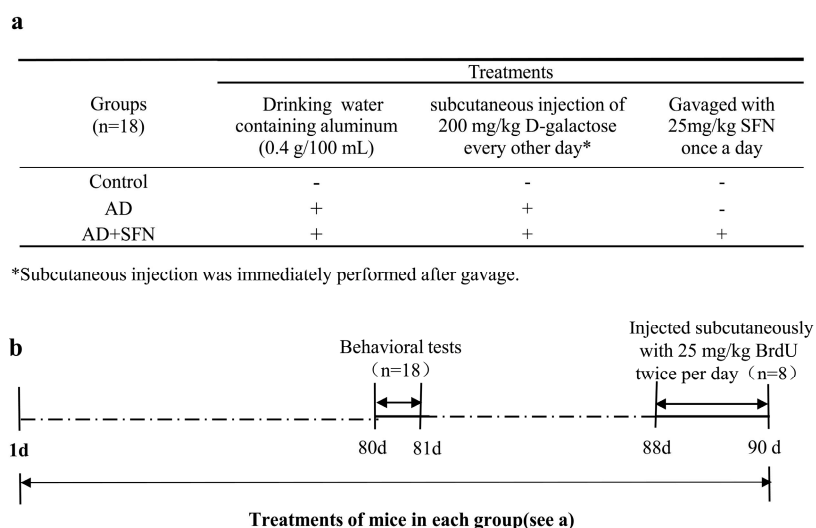 a
Treatments
Groups
(n=18)
Drinking water
containing aluminum
(0.4 g/100 mL)
subcutaneous injection of
200 mg/kg D-galactose
every other day*
Gavaged with
25mg/kg SFN
once a day
Control - - -
AD + + -
AD+SFN + + +
*Subcutaneous injection was immediately performed after gavage.
b
Behavioral tests
（n=18）
Injected subcutaneously
with 25 mg/kg BrdU
twice per day（n=8）
1d 80d 81d 88d 90 d
Treatments of mice in each group(see a)